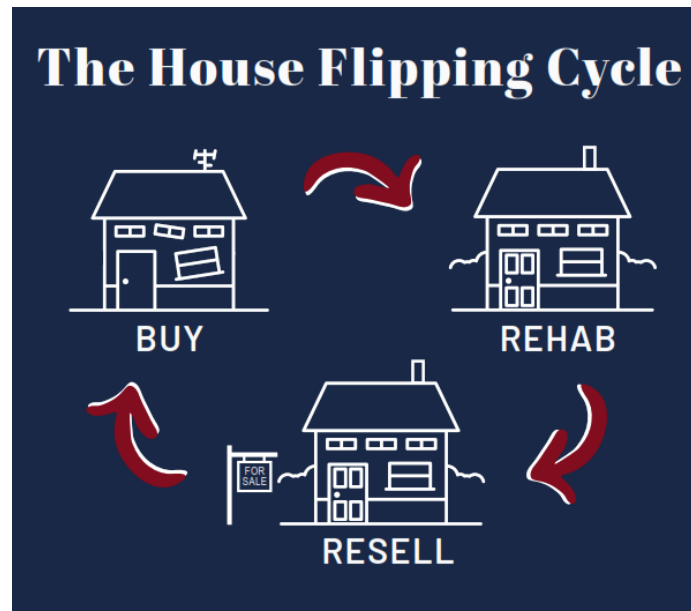 The House Flipping Cycle
BUY
REHAB
FOR
SALE
RESELL